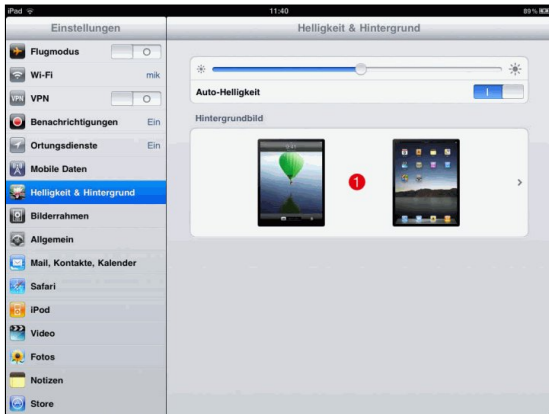 iPad 11:40 89%
Einstellungen
Helligkeit & Hintergrund
Flugmodus
Wi-Fi mik
VPN VPN
Benachrichtigungen Ein
Ortungsdienste Ein
Mobile Daten
Helligkeit & Hintergrund
Bilderrahmen
Allgemein
Mail, Kontakte, Kalender
Safari
iPod
Video
Fotos
Notizen
Store
Auto-Helligkeit
Hintergrundbild
1